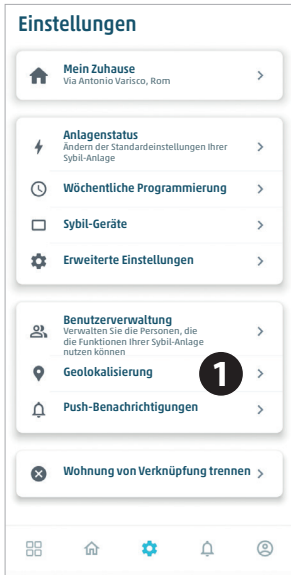 Einstellungen
Mein Zuhause
Via Antonio Varisco, Rom
Anlagenstatus
Ändern der Standardeinstellungen Ihrer
Sybil-Anlage
Wöchentliche Programmierung
Sybil-Geräte
Erweiterte Einstellungen
Benutzerverwaltung
Verwalten Sie die Personen, die
die Funktionen Ihrer Sybil-Anlage
nutzen können
Geolokalisierung
1
Push-Benachrichtigungen
Wohnung von Verknüpfung trennen